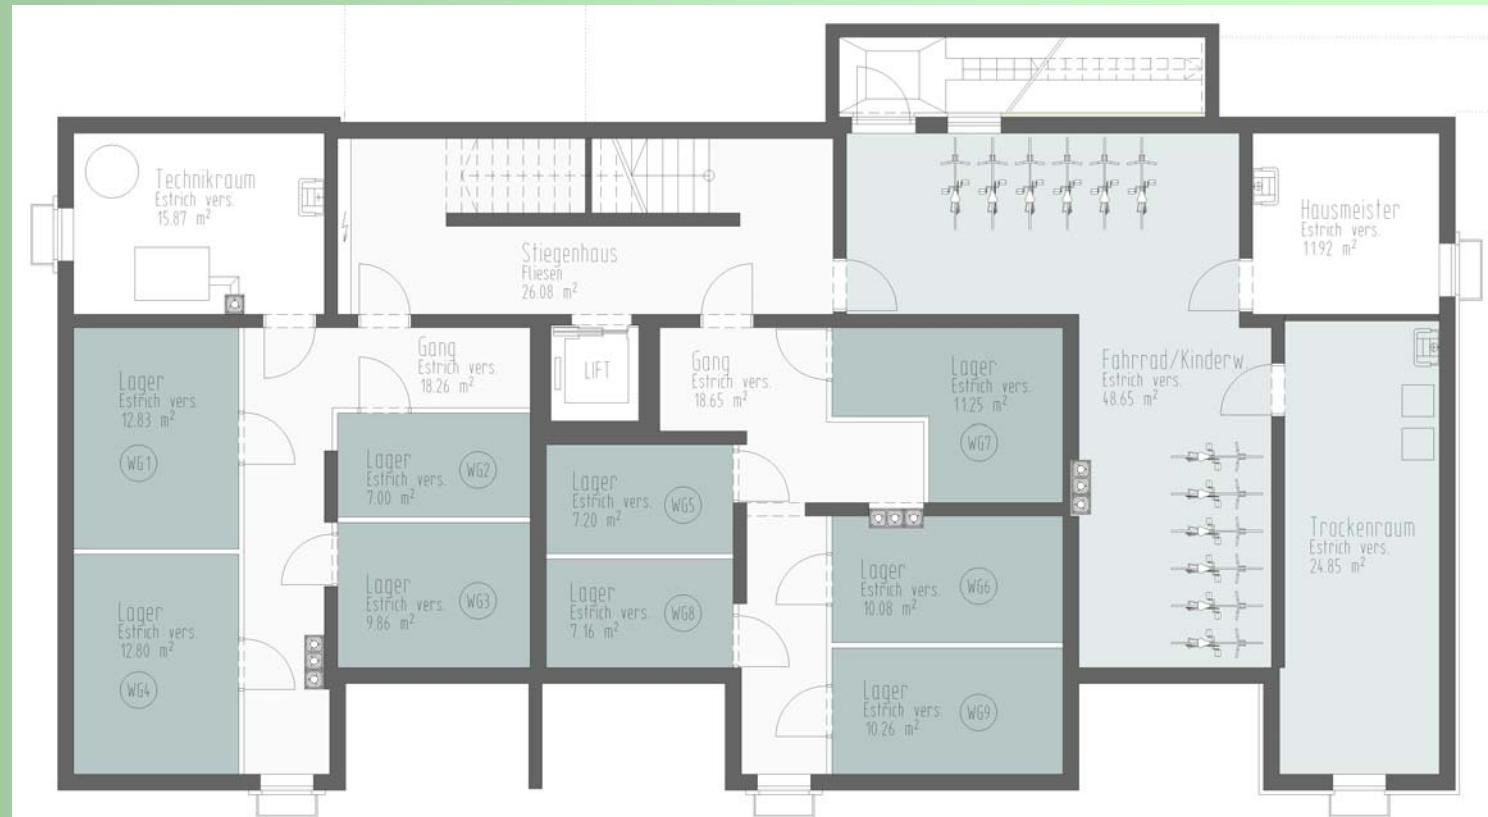 Technikraum
Estrich vers.
15.87 m²
Hausmeister
Estrich vers.
11.92 m²
Stiegenhaus
Fliesen
26.08 m²
Gang
Estrich vers.
18.26 m²
LIFT
Gang
Estrich vers.
18.65 m²
Lager
Estrich vers.
11.25 m²
WG7
Fahrrad/Kinderw.
Estrich vers.
48.65 m²
Lager
Estrich vers.
12.83 m²
WG1
Lager
Estrich vers.
7.00 m²
WG2
Lager
Estrich vers.
7.20 m²
WG5
Trockenraum
Estrich vers.
24.85 m²
Lager
Estrich vers.
9.86 m²
WG3
Lager
Estrich vers.
7.16 m²
WG8
Lager
Estrich vers.
10.08 m²
WG6
Lager
Estrich vers.
12.80 m²
WG4
Lager
Estrich vers.
10.26 m²
WG9